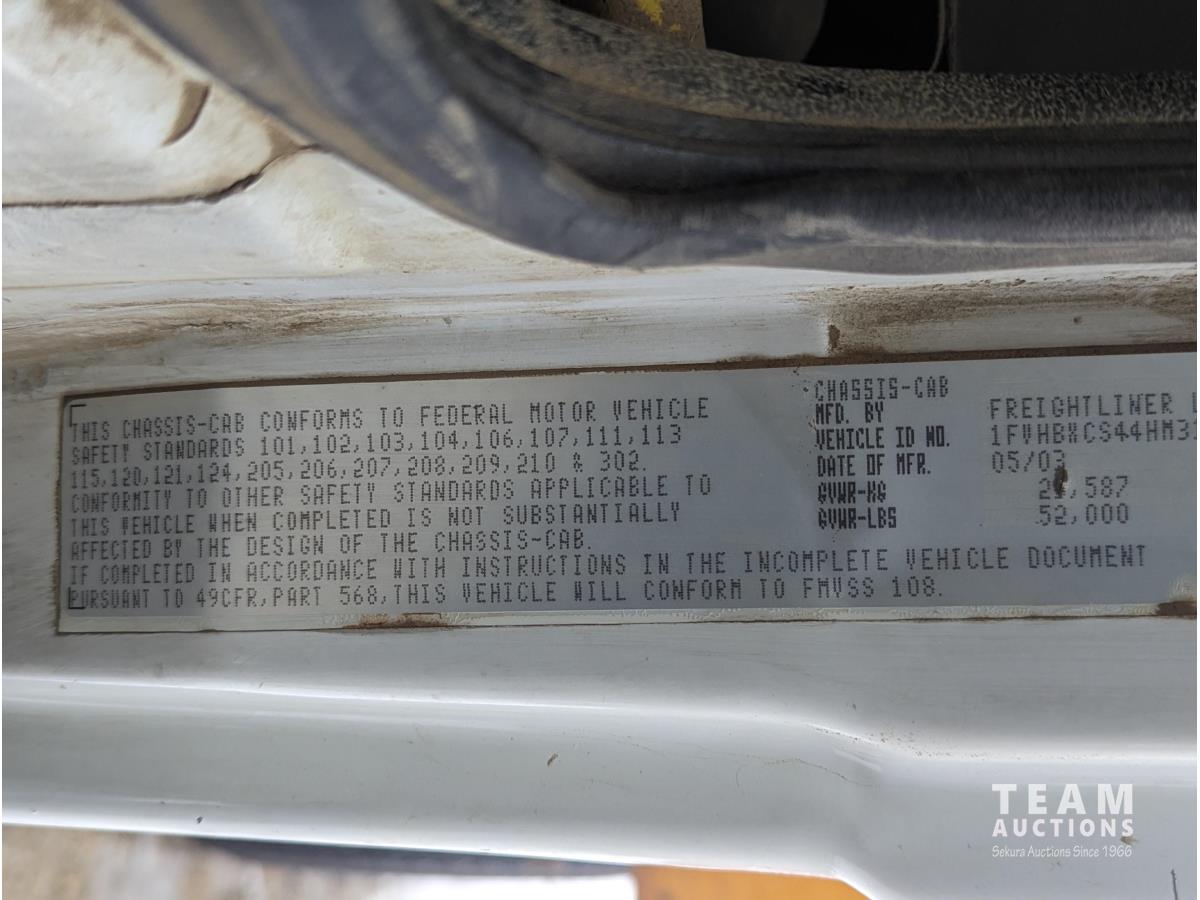 THIS CHASSIS-CAB CONFORMS TO FEDERAL MOTOR VEHICLE
SAFETY STANDARDS 101,102,103,104,106,107,111,113
115,120,121,124,205,206,207,208,209,210 & 302.
CONFORMITY TO OTHER SAFETY STANDARDS APPLICABLE TO
THIS VEHICLE WHEN COMPLETED IS NOT SUBSTANTIALLY
AFFECTED BY THE DESIGN OF THE CHASSIS-CAB.
IF COMPLETED IN ACCORDANCE WITH INSTRUCTIONS IN THE INCOMPLETE VEHICLE DOCUMENT
PURSUANT TO 49CFR,PART 568,THIS VEHICLE WILL CONFORM TO FMVSS 108.
CHASSIS-CAB
MFD. BY FREIGHTLINER
VEHICLE ID NO. 1FVHBXCS44HM3
DATE OF MFR. 05/03
GVWR-KG 23,587
GVWR-LBS 52,000
TEAM
AUCTIONS
Sekura Auctions Since 1966